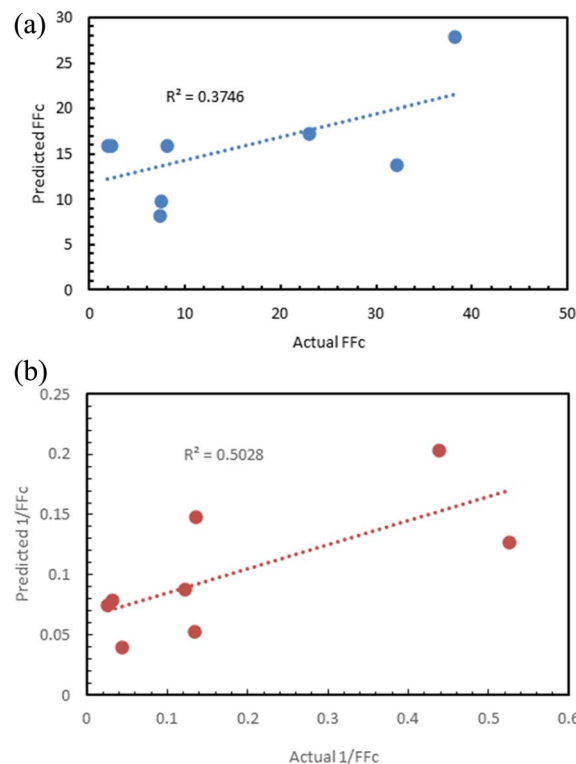 (a)
30
25
20
15
10
5
0
R² = 0.3746
Predicted FFc
0 10 20 30 40 50
Actual FFc
(b)
0.25
0.2
0.15
0.1
0.05
0
R² = 0.5028
Predicted 1/FFc
0 0.1 0.2 0.3 0.4 0.5 0.6
Actual 1/FFc